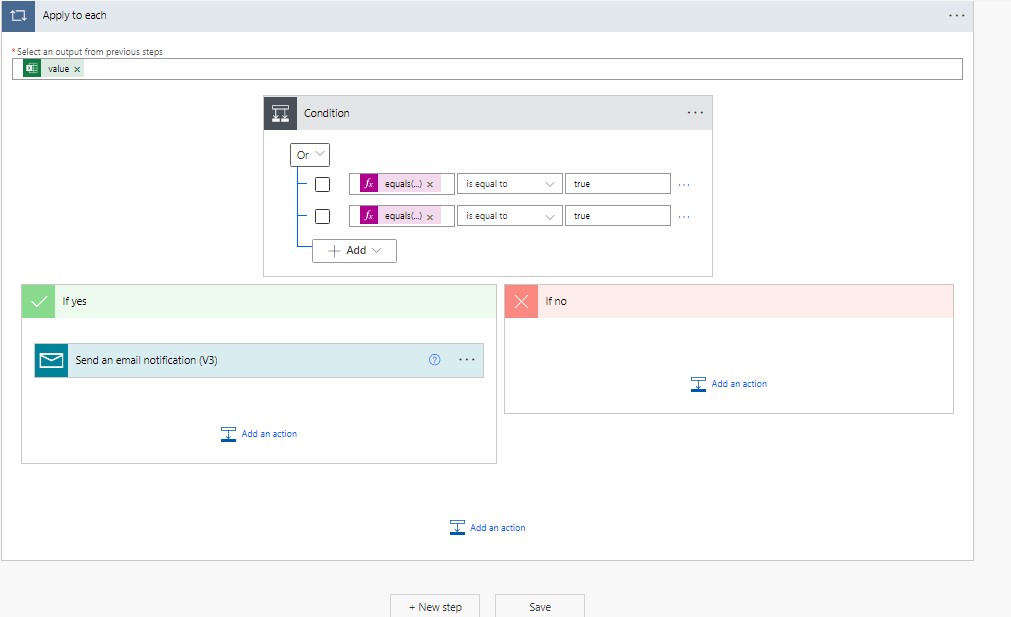 Apply to each
* Select an output from previous steps
value ×
Condition
Or
fx equals(...) × is equal to true
fx equals(...) × is equal to true
+ Add
If yes
If no
Send an email notification (V3)
Add an action
Add an action
Add an action
+ New step Save